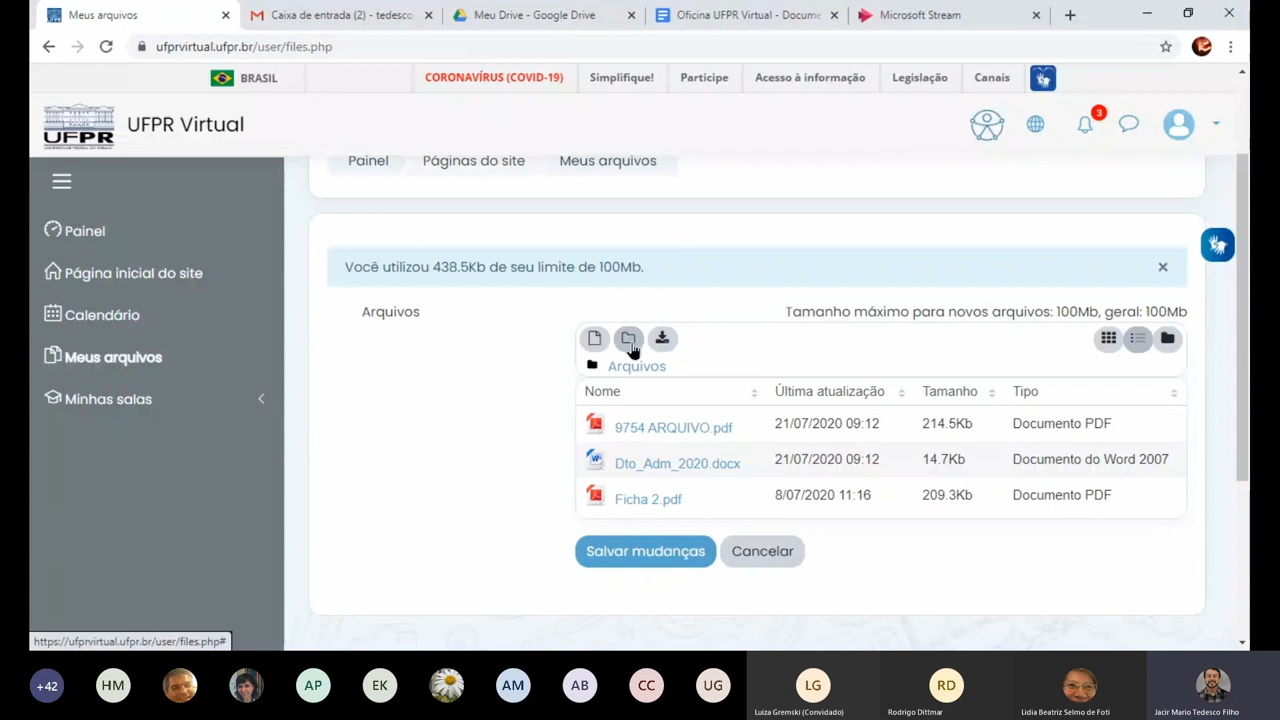 Meus arquivos
Caixa de entrada (2) - tedesco
Meu Drive - Google Drive
Oficina UFPR Virtual - Docume
Microsoft Stream
ufprvirtual.ufpr.br/user/files.php
BRASIL
CORONAVÍRUS (COVID-19)
Simplifique!
Participe
Acesso à informação
Legislação
Canais
UFPR
UFPR Virtual
3
Painel
Páginas do site
Meus arquivos
Painel
Página inicial do site
Calendário
Meus arquivos
Minhas salas
Você utilizou 438.5Kb de seu limite de 100Mb.
Arquivos
Tamanho máximo para novos arquivos: 100Mb, geral: 100Mb
Arquivos
Nome Última atualização Tamanho Tipo
9754 ARQUIVO.pdf 21/07/2020 09:12 214.5Kb Documento PDF
Dto_Adm_2020.docx 21/07/2020 09:12 14.7Kb Documento do Word 2007
Ficha 2.pdf 8/07/2020 11:16 209.3Kb Documento PDF
Salvar mudanças
Cancelar
https://ufprvirtual.ufpr.br/user/files.php#
+42 HM AP EK AM AB CC UG LG RD
Luiza Gremski (Convidado)
Rodrigo Dittmar
Lidia Beatriz Selmo de Foti
Jacir Mario Tedesco Filho